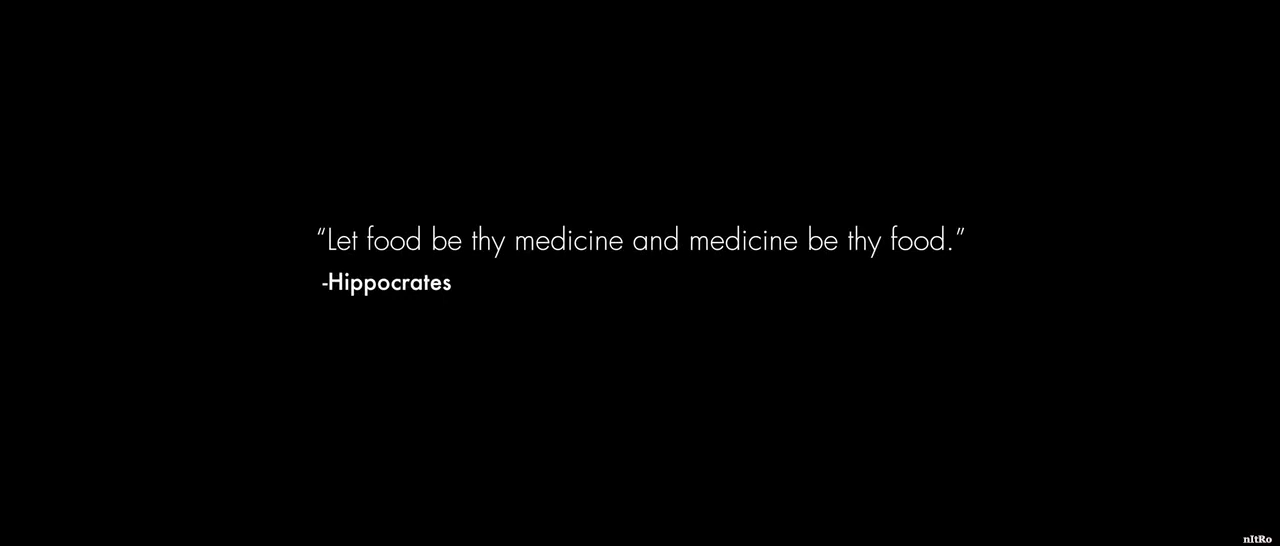 “Let food be thy medicine and medicine be thy food.”
-Hippocrates
nItRo